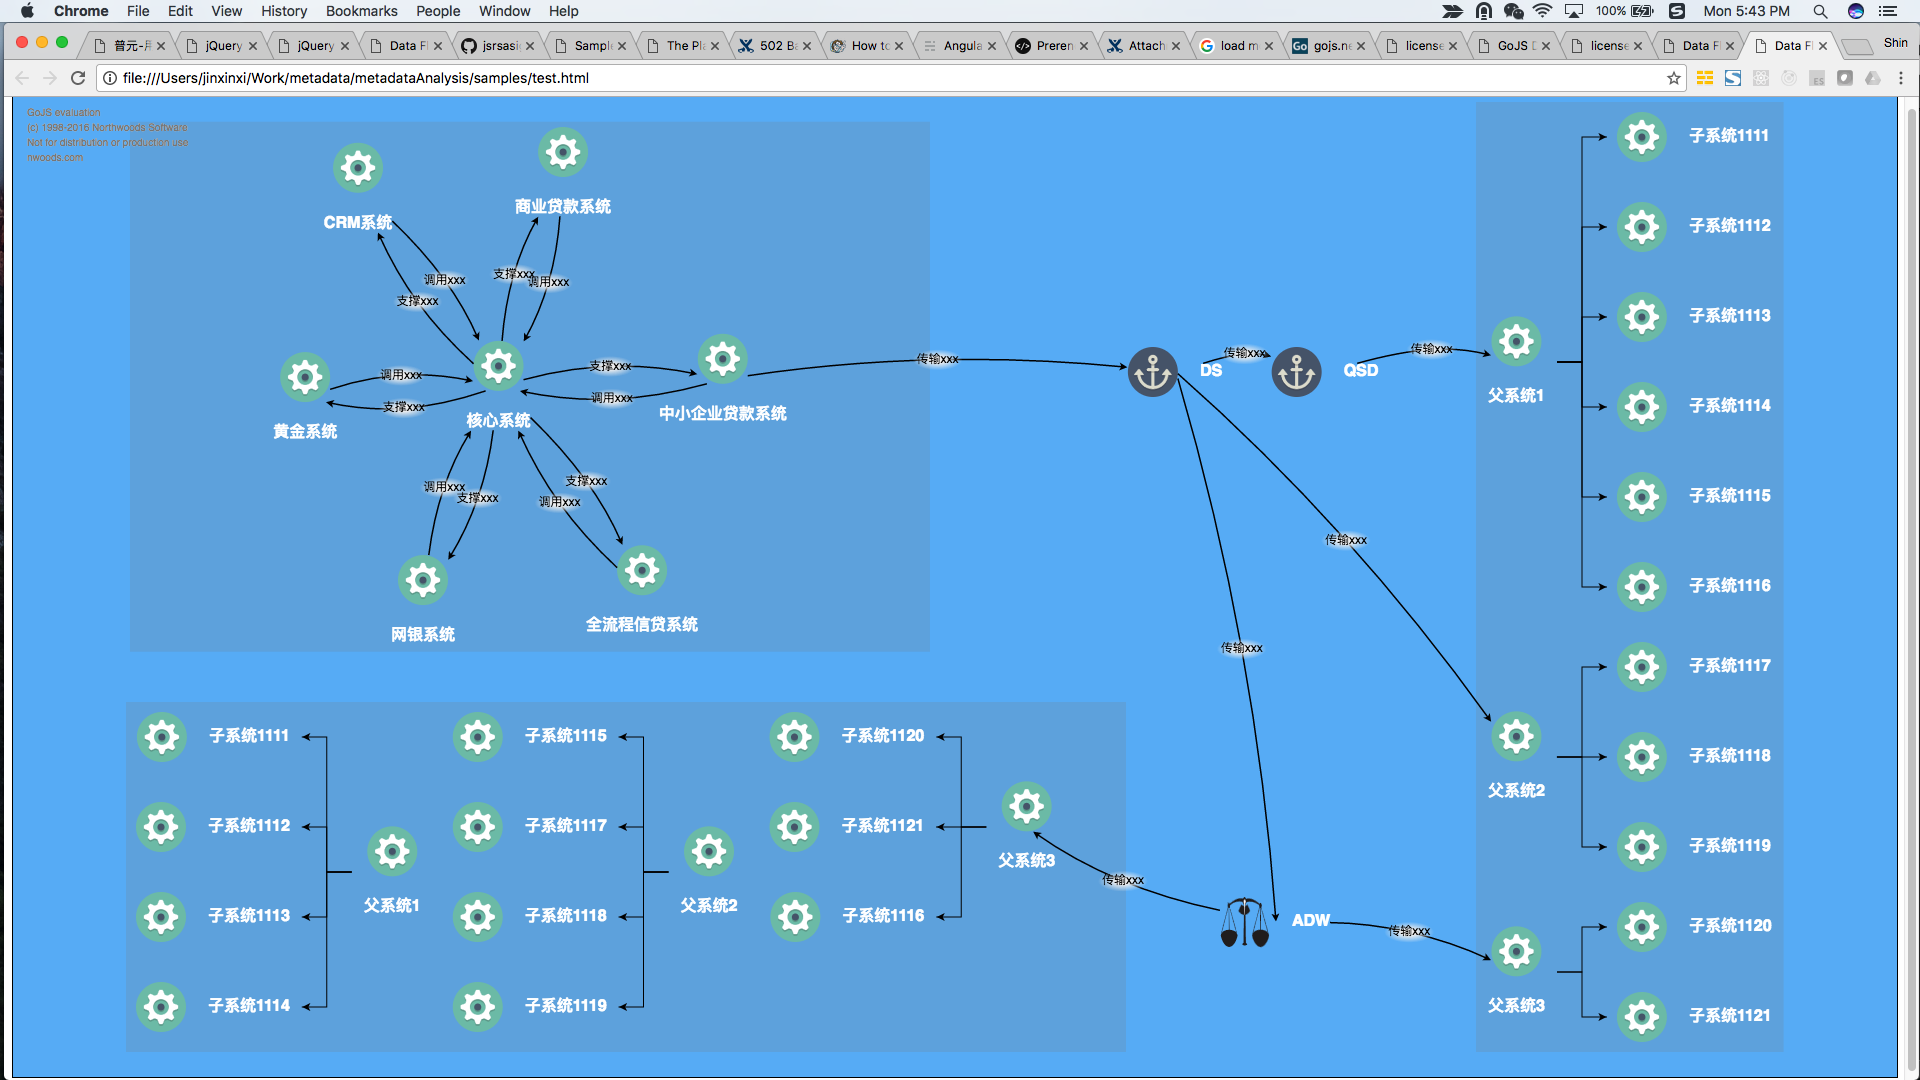 Chrome File Edit View History Bookmarks People Window Help 100% Mon 5:43 PM
普元-斥 jQuery jQuery Data Fl jsrsasig Sample The Pla 502 Ba How to Angula Preren Attach load m gojs.ne license GoJS D license Data Fl Data Fl Shin
file:///Users/jinxinxi/Work/metadata/metadataAnalysis/samples/test.html
GoJS evaluation
(c) 1998-2016 Northwoods Software
Not for distribution or production use
nwoods.com
CRM系统
商业贷款系统
调用xxx
支撑xxx
支撑xxx
调用xxx
黄金系统
调用xxx
支撑xxx
核心系统
支撑xxx
调用xxx
中小企业贷款系统
调用xxx
支撑xxx
支撑xxx
调用xxx
网银系统
全流程信贷系统
传输xxx
DS
传输xxx
QSD
传输xxx
传输xxx
传输xxx
父系统1
子系统1111
子系统1112
子系统1113
子系统1114
子系统1115
子系统1116
父系统2
子系统1117
子系统1118
子系统1119
父系统3
子系统1120
子系统1121
子系统1111
子系统1112
子系统1113
子系统1114
父系统1
子系统1115
子系统1117
子系统1118
子系统1119
父系统2
子系统1120
子系统1121
子系统1116
父系统3
传输xxx
ADW
传输xxx